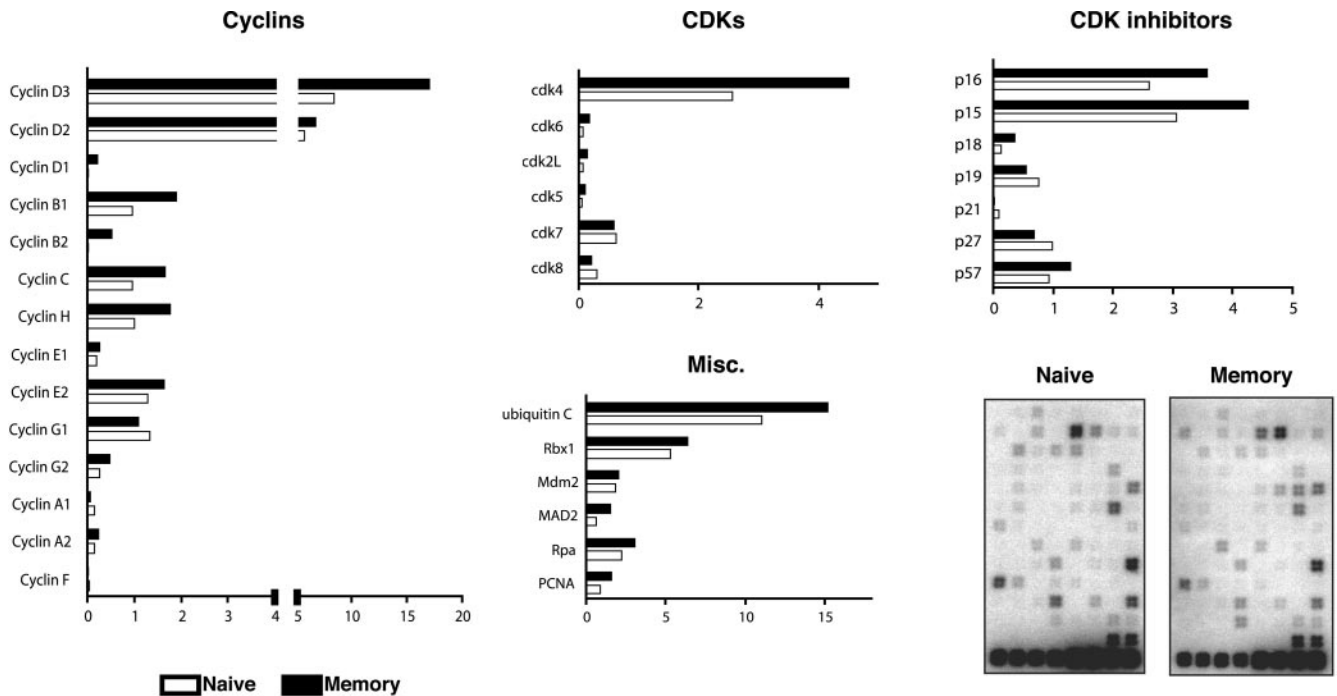 Cyclins
Cyclin D3
Cyclin D2
Cyclin D1
Cyclin B1
Cyclin B2
Cyclin C
Cyclin H
Cyclin E1
Cyclin E2
Cyclin G1
Cyclin G2
Cyclin A1
Cyclin A2
Cyclin F
0 1 2 3 4 5 10 15 20
Naive Memory
CDKs
cdk4
cdk6
cdk2L
cdk5
cdk7
cdk8
0 2 4
Misc.
ubiquitin C
Rbx1
Mdm2
MAD2
Rpa
PCNA
0 5 10 15
CDK inhibitors
p16
p15
p18
p19
p21
p27
p57
0 1 2 3 4 5
Naive Memory